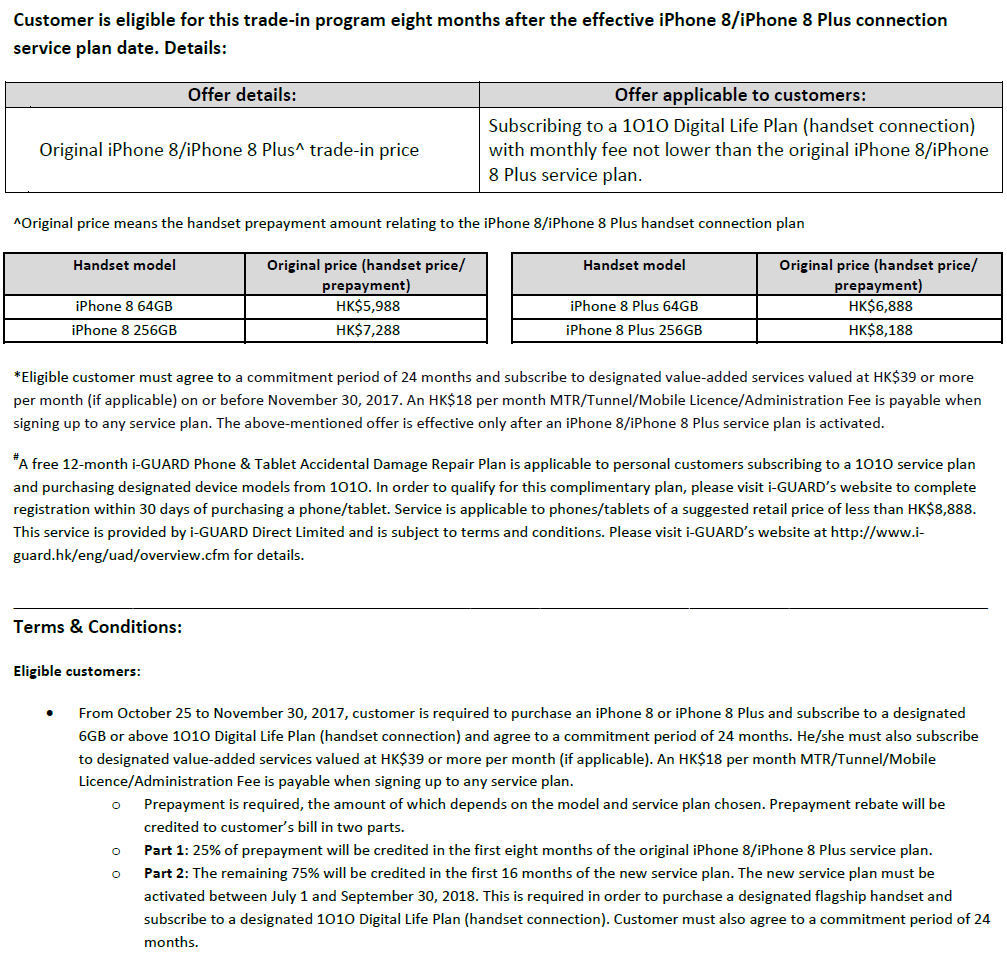 Customer is eligible for this trade-in program eight months after the effective iPhone 8/iPhone 8 Plus connection
service plan date. Details:
Offer details:
Offer applicable to customers:
Original iPhone 8/iPhone 8 Plus^ trade-in price
Subscribing to a 1O1O Digital Life Plan (handset connection)
with monthly fee not lower than the original iPhone 8/iPhone
8 Plus service plan.
^Original price means the handset prepayment amount relating to the iPhone 8/iPhone 8 Plus handset connection plan
Handset model
Original price (handset price/
prepayment)
iPhone 8 64GB
HK$5,988
iPhone 8 256GB
HK$7,288
Handset model
Original price (handset price/
prepayment)
iPhone 8 Plus 64GB
HK$6,888
iPhone 8 Plus 256GB
HK$8,188
*Eligible customer must agree to a commitment period of 24 months and subscribe to designated value-added services valued at HK$39 or more
per month (if applicable) on or before November 30, 2017. An HK$18 per month MTR/Tunnel/Mobile Licence/Administration Fee is payable when
signing up to any service plan. The above-mentioned offer is effective only after an iPhone 8/iPhone 8 Plus service plan is activated.
#A free 12-month i-GUARD Phone & Tablet Accidental Damage Repair Plan is applicable to personal customers subscribing to a 1O1O service plan
and purchasing designated device models from 1O1O. In order to qualify for this complimentary plan, please visit i-GUARD's website to complete
registration within 30 days of purchasing a phone/tablet. Service is applicable to phones/tablets of a suggested retail price of less than HK$8,888.
This service is provided by i-GUARD Direct Limited and is subject to terms and conditions. Please visit i-GUARD's website at http://www.i-
guard.hk/eng/uad/overview.cfm for details.
Terms & Conditions:
Eligible customers:
• From October 25 to November 30, 2017, customer is required to purchase an iPhone 8 or iPhone 8 Plus and subscribe to a designated
6GB or above 1O1O Digital Life Plan (handset connection) and agree to a commitment period of 24 months. He/she must also subscribe
to designated value-added services valued at HK$39 or more per month (if applicable). An HK$18 per month MTR/Tunnel/Mobile
Licence/Administration Fee is payable when signing up to any service plan.
o Prepayment is required, the amount of which depends on the model and service plan chosen. Prepayment rebate will be
credited to customer's bill in two parts.
o Part 1: 25% of prepayment will be credited in the first eight months of the original iPhone 8/iPhone 8 Plus service plan.
o Part 2: The remaining 75% will be credited in the first 16 months of the new service plan. The new service plan must be
activated between July 1 and September 30, 2018. This is required in order to purchase a designated flagship handset and
subscribe to a designated 1O1O Digital Life Plan (handset connection). Customer must also agree to a commitment period of 24
months.